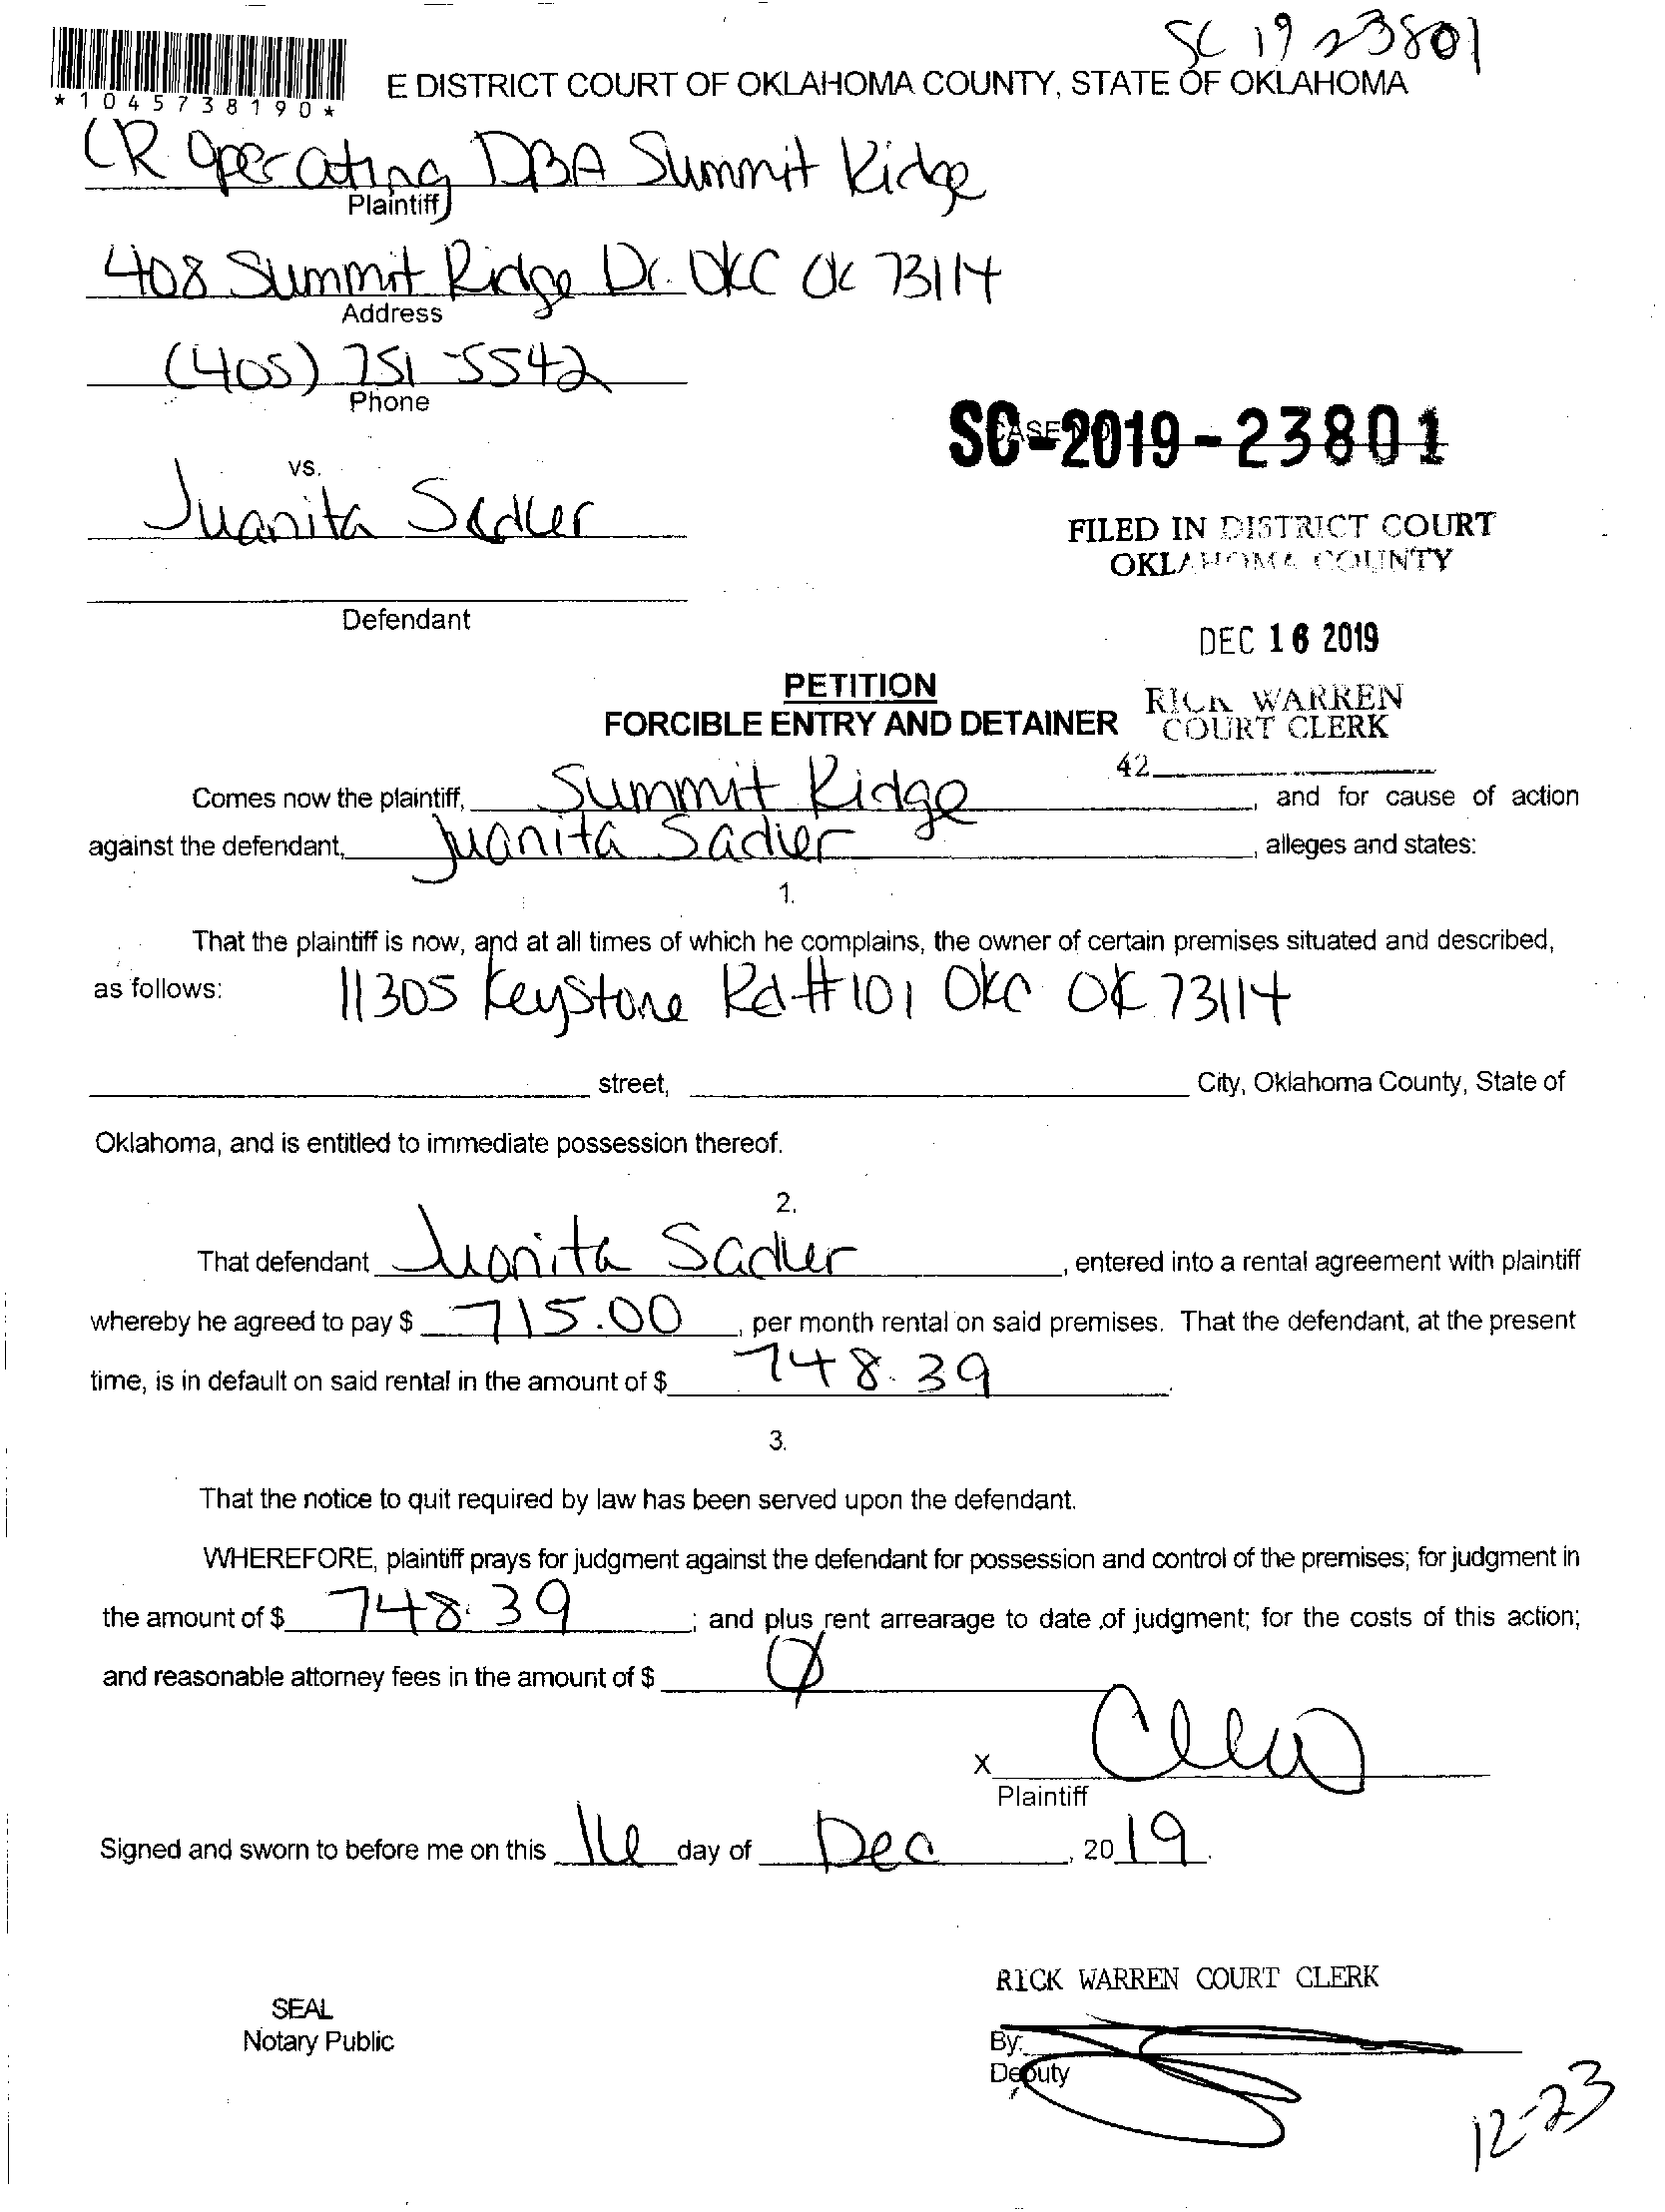 SC 19 23801
E DISTRICT COURT OF OKLAHOMA COUNTY, STATE OF OKLAHOMA
*1045738190*
CR Operating DBA Summit Ridge
Plaintiff
408 Summit Ridge Dr. OKC OK 73114
Address
(405) 751-5542
Phone
SC-2019-23801
vs.
Juanita Sadler
FILED IN DISTRICT COURT
OKLAHOMA COUNTY
Defendant
DEC 16 2019
PETITION
FORCIBLE ENTRY AND DETAINER
RICK WARREN
COURT CLERK
42
Comes now the plaintiff, Summit Ridge, and for cause of action
against the defendant, Juanita Sadler, alleges and states:
1.
That the plaintiff is now, and at all times of which he complains, the owner of certain premises situated and described,
as follows: 11305 Keystone Rd #101 OKC OK 73114
street, City, Oklahoma County, State of
Oklahoma, and is entitled to immediate possession thereof.
2.
That defendant Juanita Sadler, entered into a rental agreement with plaintiff
whereby he agreed to pay $ 715.00, per month rental on said premises. That the defendant, at the present
time, is in default on said rental in the amount of $ 748.39.
3.
That the notice to quit required by law has been served upon the defendant.
WHEREFORE, plaintiff prays for judgment against the defendant for possession and control of the premises; for judgment in
the amount of $ 748.39; and plus rent arrearage to date of judgment; for the costs of this action;
and reasonable attorney fees in the amount of $ 0
X
Plaintiff
Signed and sworn to before me on this 16 day of Dec, 2019.
RICK WARREN COURT CLERK
SEAL
Notary Public
By:
Deputy
12-23